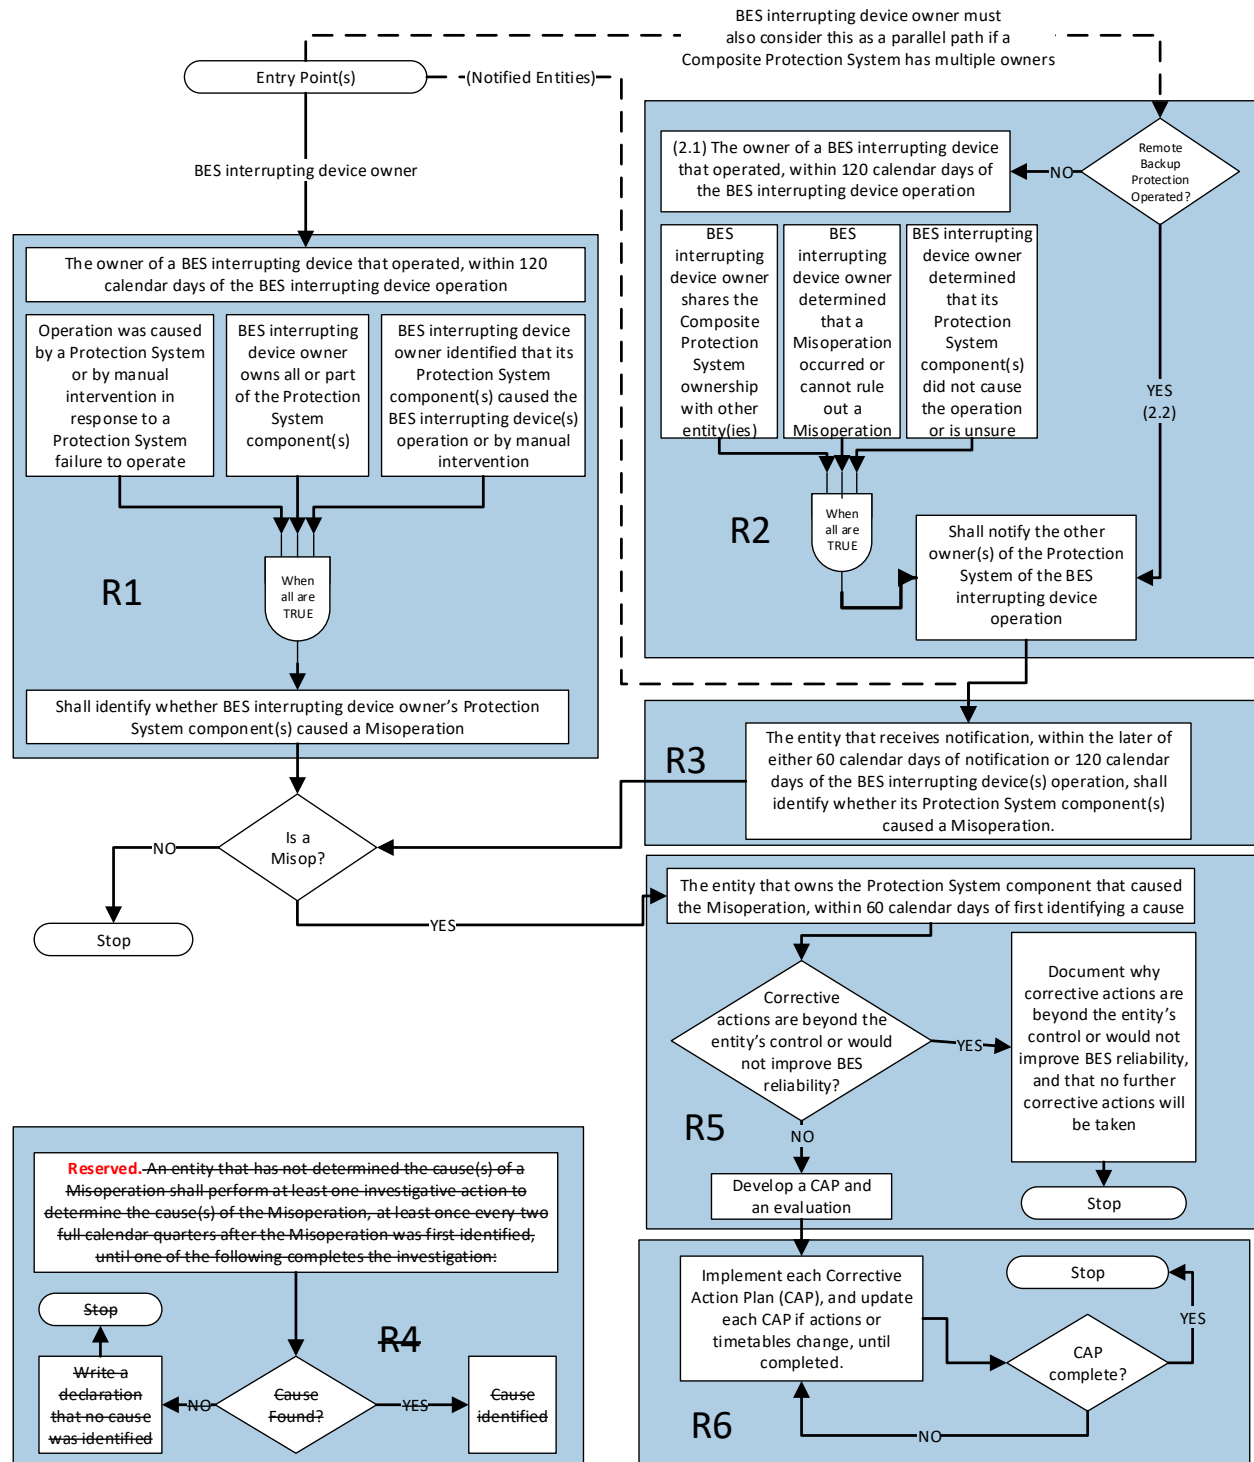 BES interrupting device owner must
also consider this as a parallel path if a
Composite Protection System has multiple owners
Entry Point(s)
(Notified Entities)
BES interrupting device owner
The owner of a BES interrupting device that operated, within 120
calendar days of the BES interrupting device operation
Operation was caused
by a Protection System
or by manual
intervention in
response to a
Protection System
failure to operate
BES interrupting
device owner
owns all or part
of the Protection
System
component(s)
BES interrupting device
owner identified that its
Protection System
component(s) caused the
BES interrupting device(s)
operation or by manual
intervention
When
all are
TRUE
R1
Shall identify whether BES interrupting device owner's Protection
System component(s) caused a Misoperation
Remote
Backup
Protection
Operated?
NO
(2.1) The owner of a BES interrupting device
that operated, within 120 calendar days of
the BES interrupting device operation
BES
interrupting
device owner
shares the
Composite
Protection
System
ownership
with other
entity(ies)
BES
interrupting
device owner
determined
that a
Misoperation
occurred or
cannot rule
out a
Misoperation
BES interrupting
device owner
determined
that its
Protection
System
component(s)
did not cause
the operation
or is unsure
YES
(2.2)
When
all are
TRUE
R2
Shall notify the other
owner(s) of the Protection
System of the BES
interrupting device
operation
R3
The entity that receives notification, within the later of
either 60 calendar days of notification or 120 calendar
days of the BES interrupting device(s) operation, shall
identify whether its Protection System component(s)
caused a Misoperation.
Is a
Misop?
NO
Stop
YES
The entity that owns the Protection System component that caused
the Misoperation, within 60 calendar days of first identifying a cause
Corrective
actions are beyond the
entity's control or would
not improve BES
reliability?
YES
Document why
corrective actions are
beyond the entity's
control or would not
improve BES reliability,
and that no further
corrective actions will
be taken
Stop
R5
NO
Develop a CAP and
an evaluation
Reserved. An entity that has not determined the cause(s) of a
Misoperation shall perform at least one investigative action to
determine the cause(s) of the Misoperation, at least once every two
full calendar quarters after the Misoperation was first identified,
until one of the following completes the investigation:
Stop
R4
Write a
declaration
that no cause
was identified
NO
Cause
Found?
YES
Cause
identified
Implement each Corrective
Action Plan (CAP), and update
each CAP if actions or
timetables change, until
completed.
Stop
YES
CAP
complete?
NO
R6